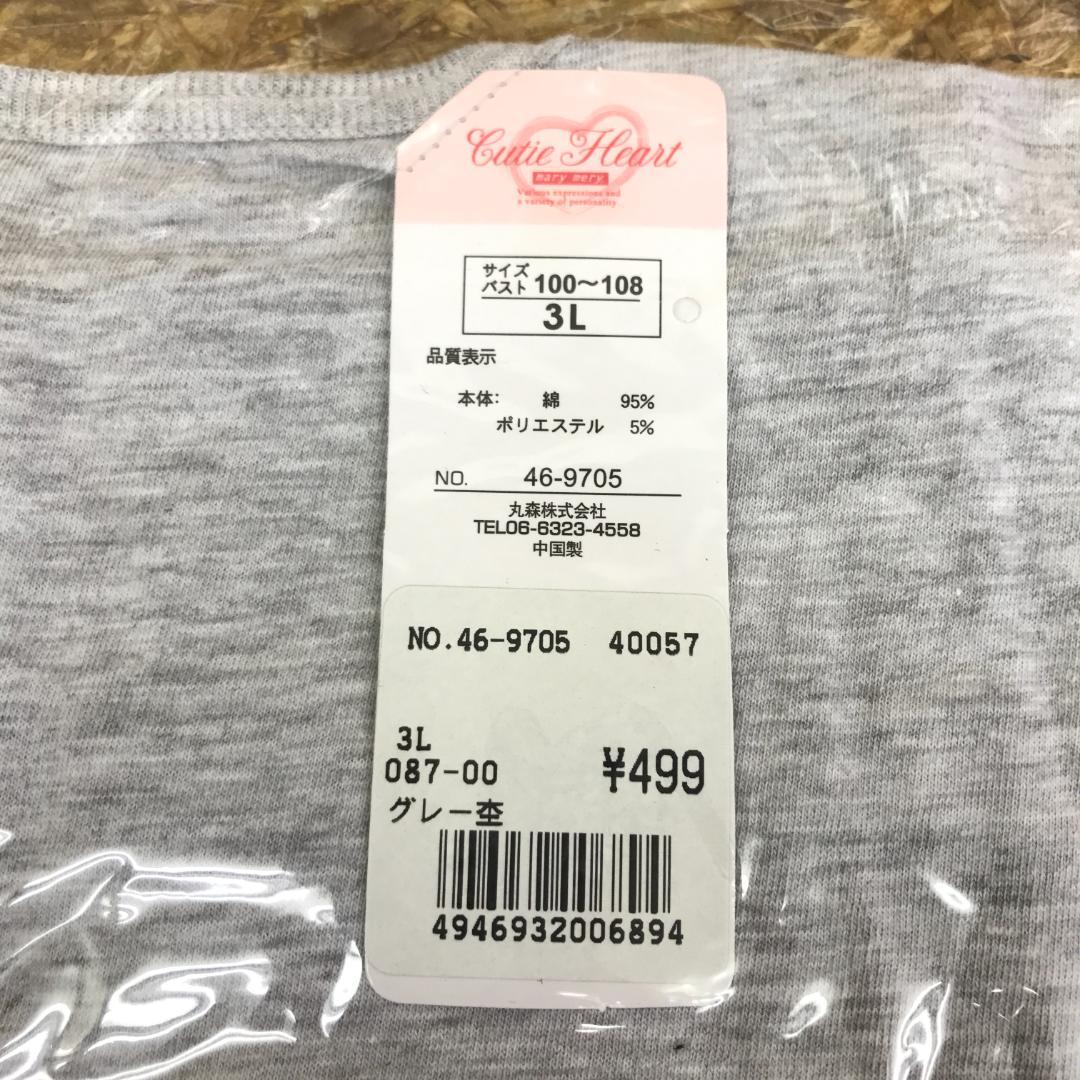 Cutie Heart
mary mery
Various expressions and
a variety of personality
サイズ
バスト 100〜108
3L
品質表示
本体: 綿 95%
ポリエステル 5%
NO. 46-9705
丸森株式会社
TEL06-6323-4558
中国製
NO.46-9705 40057
3L
087-00 ¥499
グレー杢
4946932006894